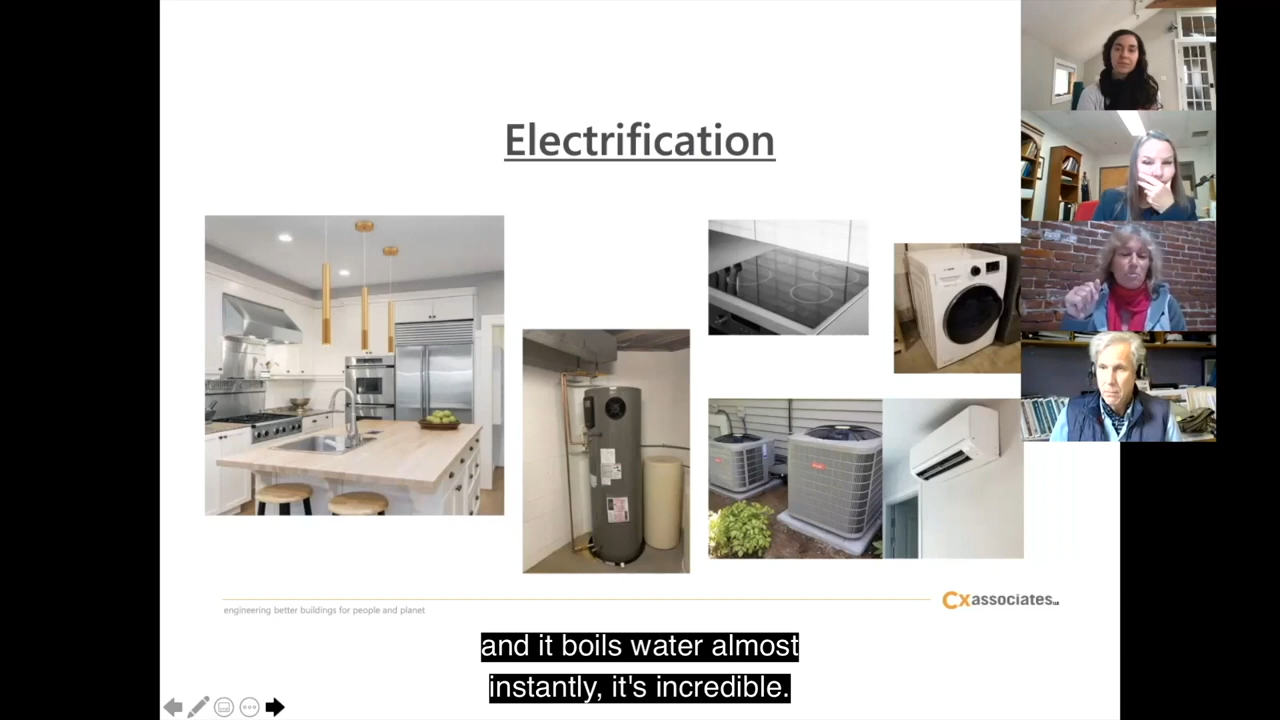 Electrification
engineering better buildings for people and planet
Cxassociates
and it boils water almost
instantly, it's incredible.